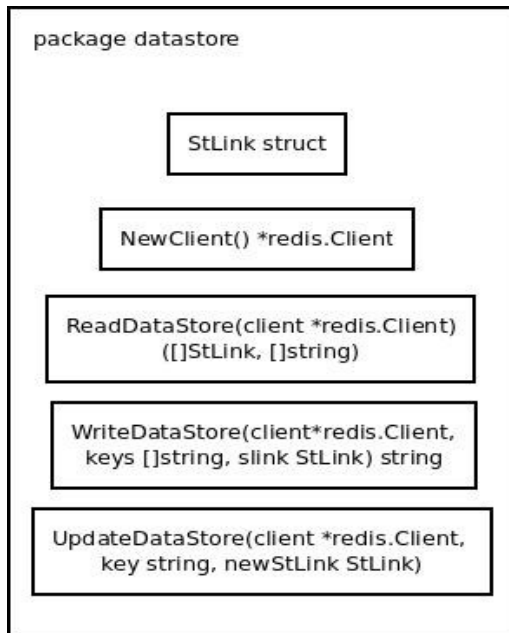 package datastore
StLink struct
NewClient() *redis.Client
ReadDataStore(client *redis.Client)
([]StLink, []string)
WriteDataStore(client*redis.Client,
keys []string, slink StLink) string
UpdateDataStore(client *redis.Client,
key string, newStLink StLink)